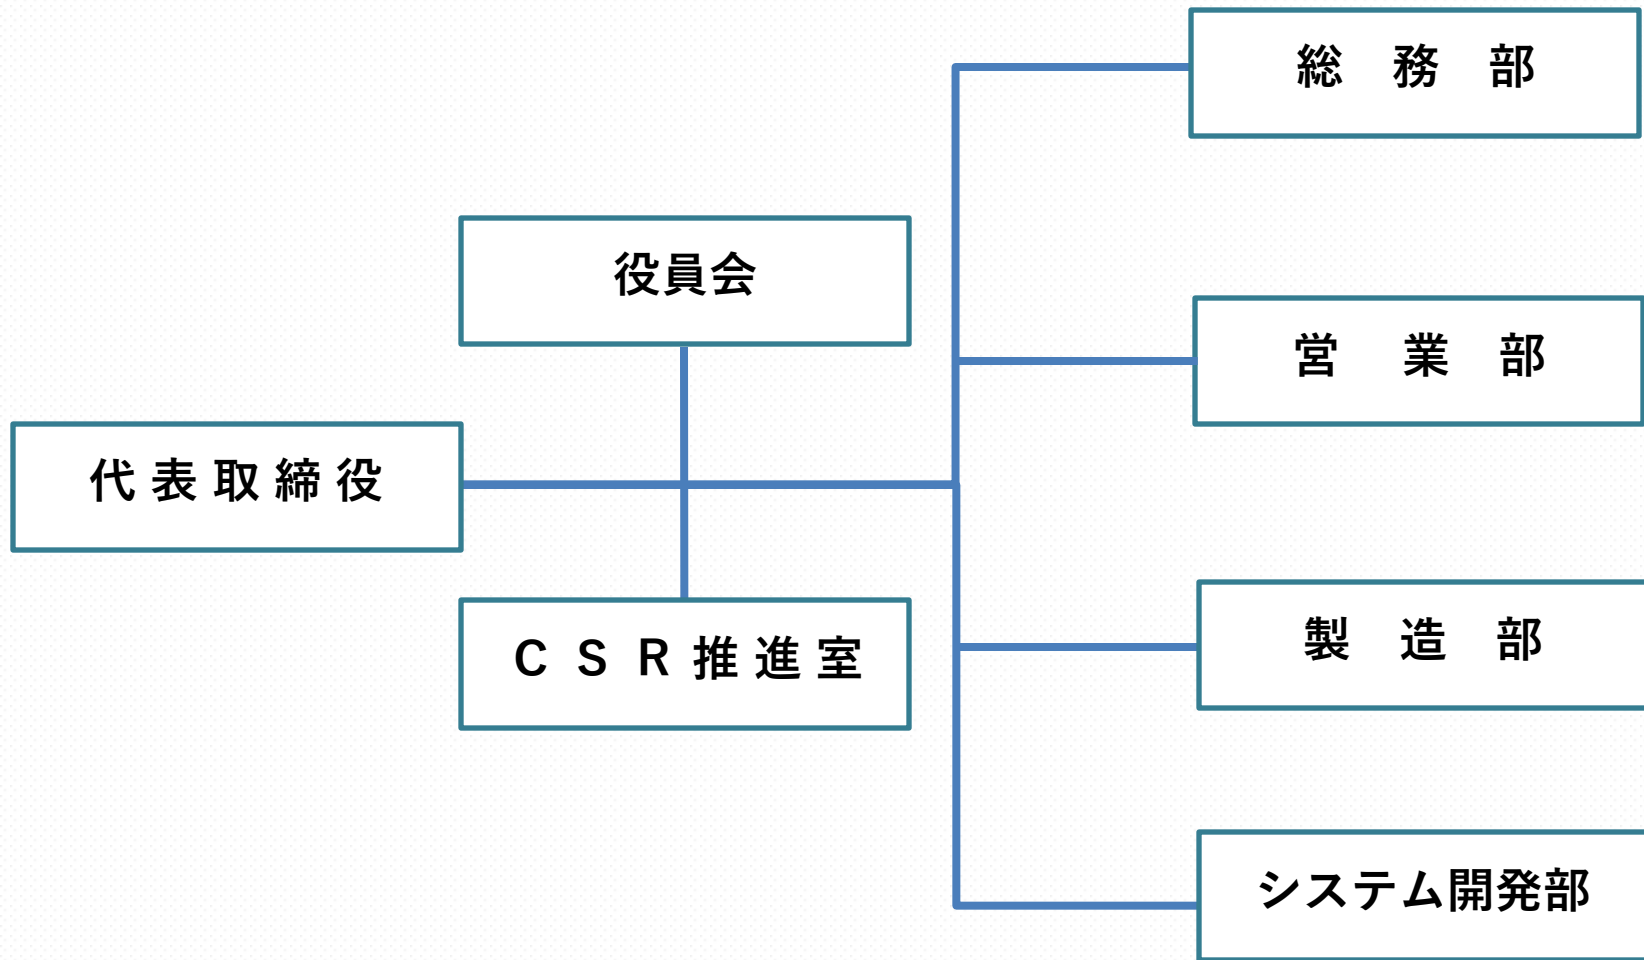 総　務　部
役員会
営　業　部
代表取締役
製　造　部
ＣＳＲ推進室
システム開発部